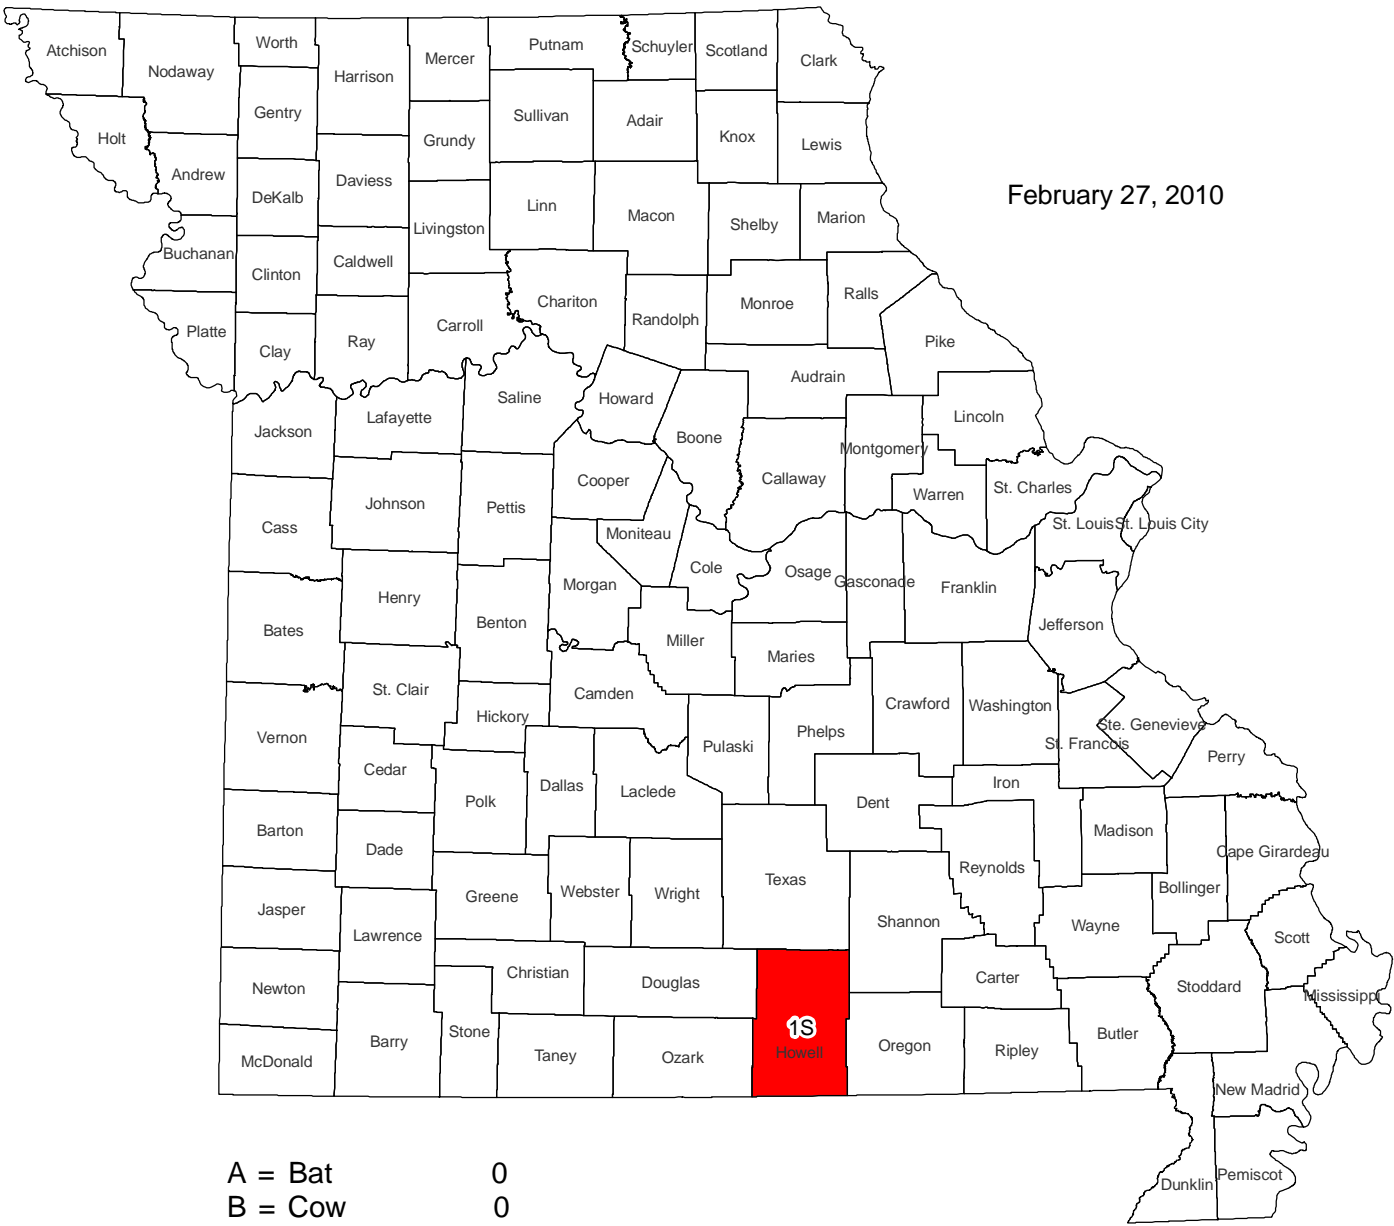 Atchison
Nodaway
Worth
Harrison
Mercer
Putnam
Schuyler
Scotland
Clark
Gentry
Holt
Andrew
DeKalb
Daviess
Grundy
Sullivan
Adair
Knox
Lewis
February 27, 2010
Livingston
Linn
Macon
Shelby
Marion
Buchanan
Clinton
Caldwell
Chariton
Randolph
Monroe
Ralls
Platte
Clay
Ray
Carroll
Pike
Audrain
Jackson
Lafayette
Saline
Howard
Boone
Lincoln
Montgomery
Callaway
Cooper
Warren
St. Charles
Cass
Johnson
Pettis
Moniteau
St. Louis
St. Louis City
Cole
Osage
Gasconade
Franklin
Morgan
Henry
Bates
Benton
Miller
Maries
Jefferson
St. Clair
Camden
Hickory
Crawford
Washington
Vernon
Pulaski
Phelps
Ste. Genevieve
St. Francois
Perry
Cedar
Polk
Dallas
Laclede
Dent
Iron
Barton
Dade
Madison
Cape Girardeau
Reynolds
Bollinger
Jasper
Greene
Webster
Wright
Texas
Lawrence
Shannon
Wayne
Scott
Newton
Christian
Douglas
Carter
Stoddard
Mississippi
1S
Howell
McDonald
Barry
Stone
Taney
Ozark
Oregon
Ripley
Butler
New Madrid
Dunklin
Pemiscot
A = Bat 0
B = Cow 0